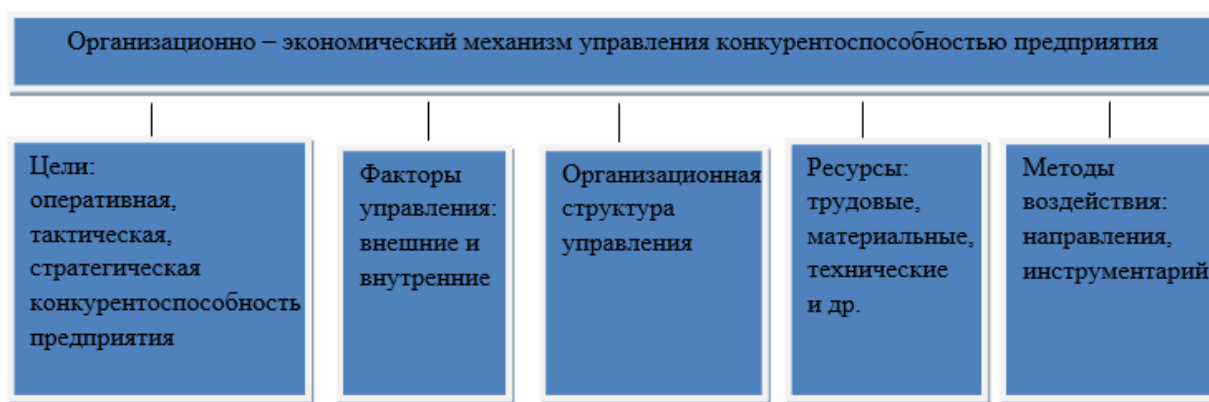 Организационно – экономический механизм управления конкурентоспособностью предприятия
Цели:
оперативная,
тактическая,
стратегическая
конкурентоспособность
предприятия
Факторы
управления:
внешние и
внутренние
Организационная
структура
управления
Ресурсы:
трудовые,
материальные,
технические
и др.
Методы
воздействия:
направления,
инструментарий